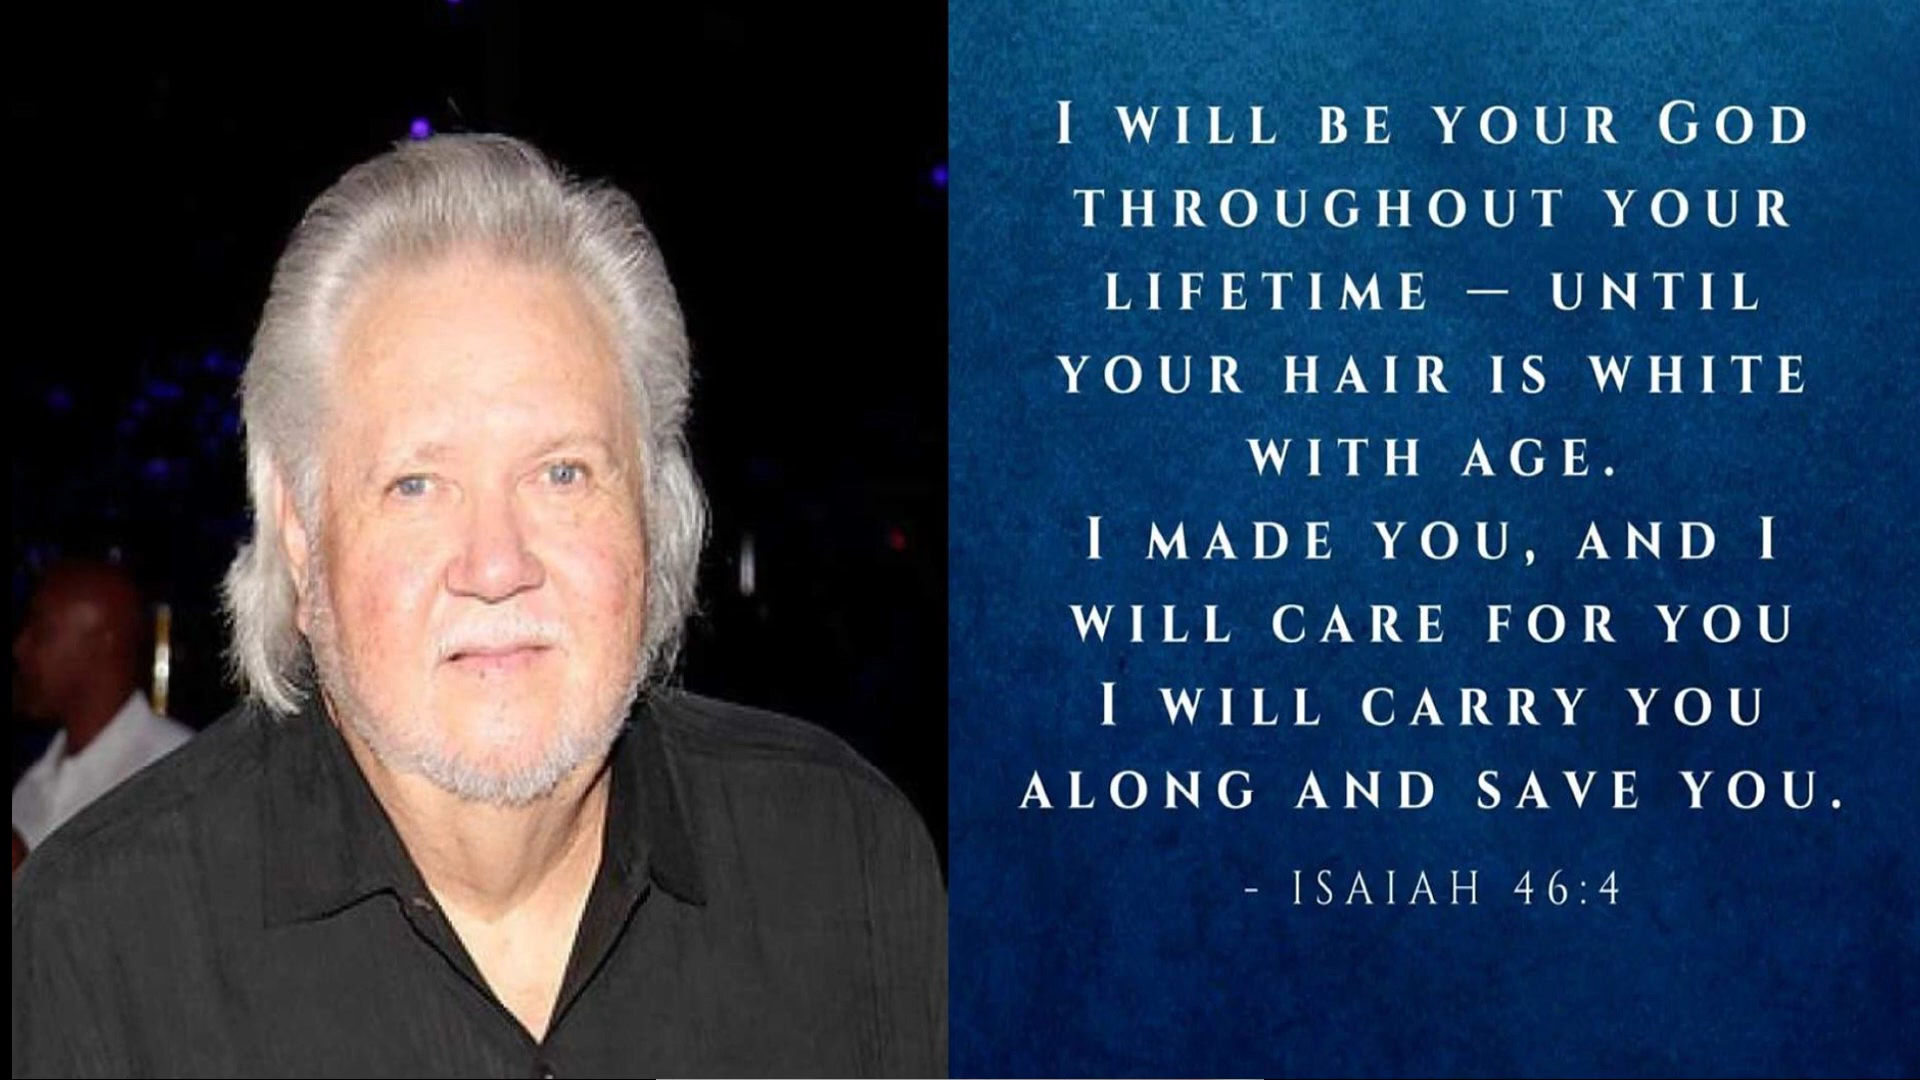 I WILL BE YOUR GOD
THROUGHOUT YOUR
LIFETIME — UNTIL
YOUR HAIR IS WHITE
WITH AGE.
I MADE YOU, AND I
WILL CARE FOR YOU
I WILL CARRY YOU
ALONG AND SAVE YOU.
- ISAIAH 46:4